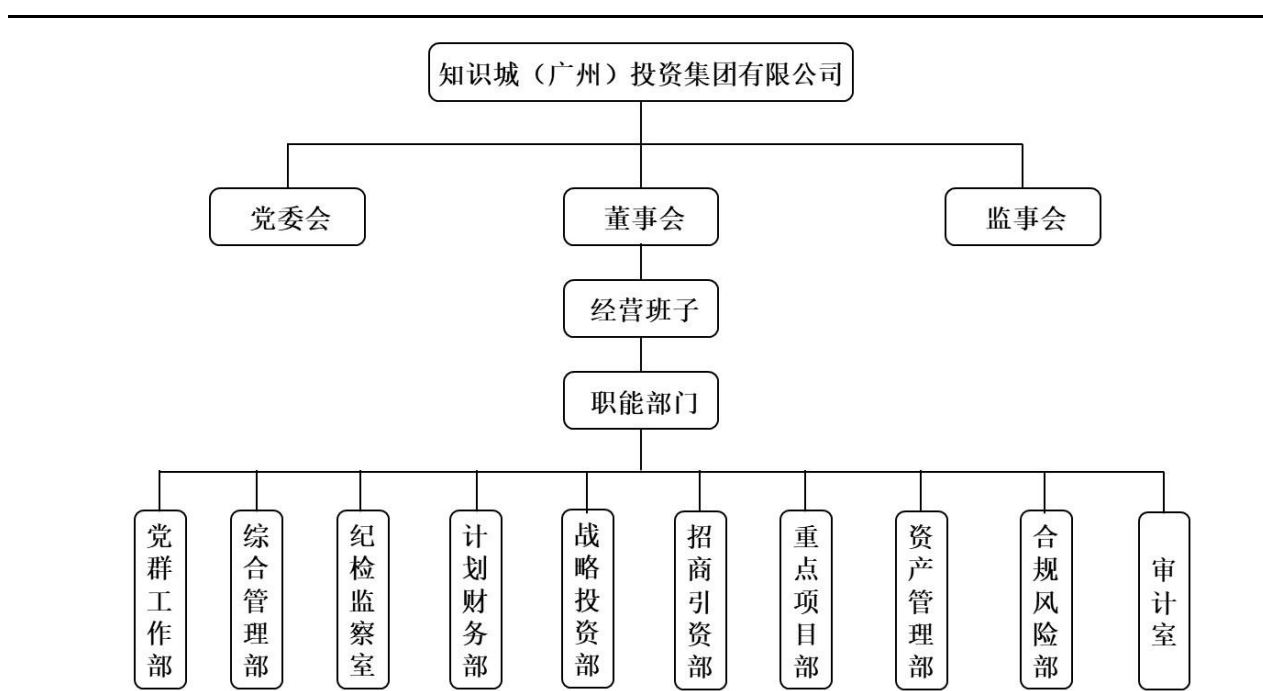 知识城（广州）投资集团有限公司
党委会
董事会
监事会
经营班子
职能部门
党群工作部
综合管理部
纪检监察室
计划财务部
战略投资部
招商引资部
重点项目部
资产管理部
合规风险部
审计室